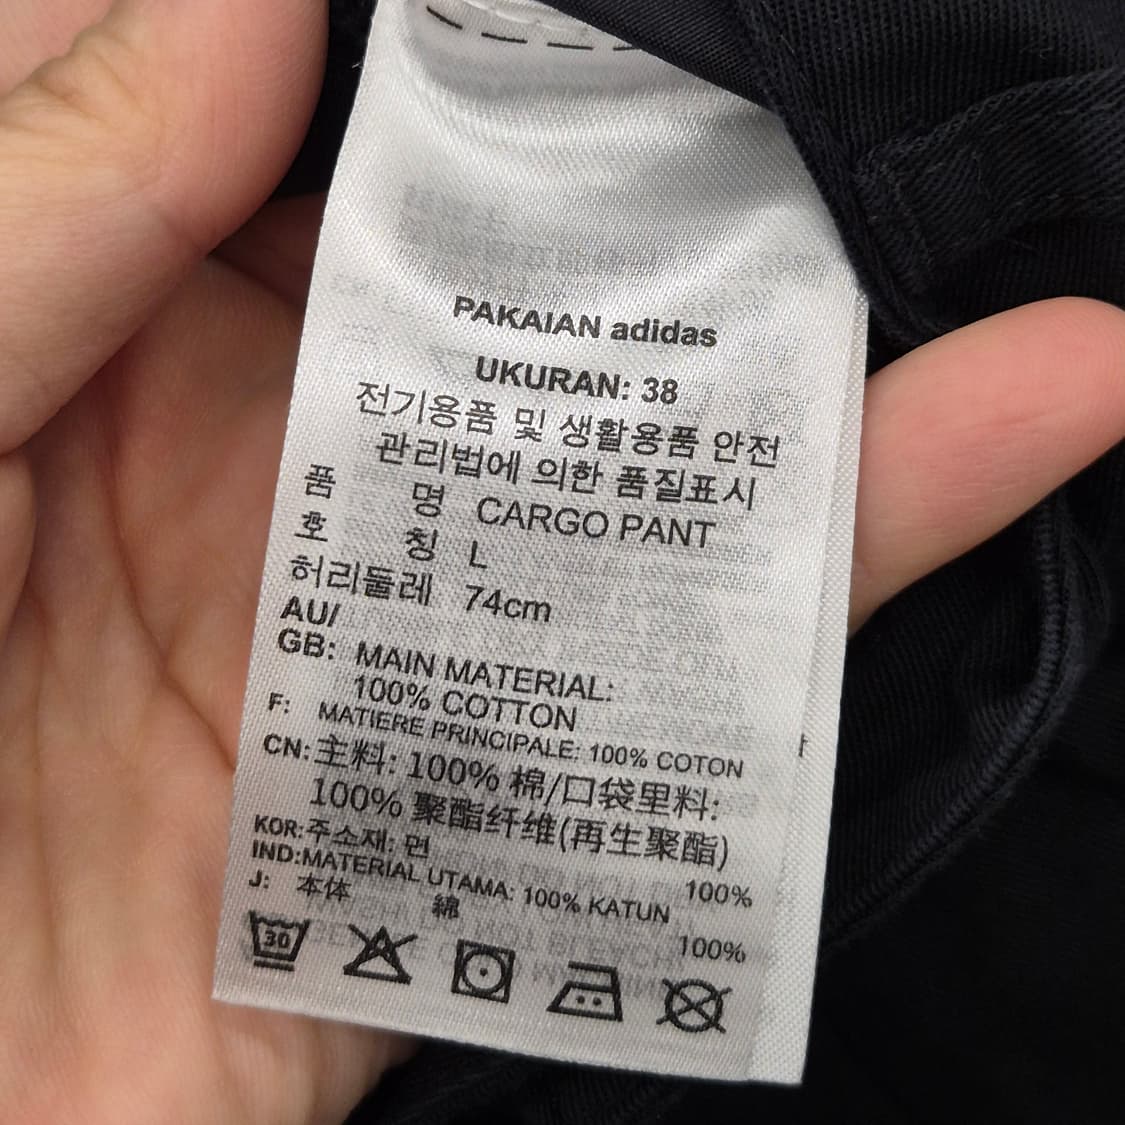 PAKAIAN adidas
UKURAN: 38
전기용품 및 생활용품 안전
관리법에 의한 품질표시
품 명 CARGO PANT
호 칭 L
허리둘레 74cm
AU/
GB: MAIN MATERIAL:
100% COTTON
F: MATIERE PRINCIPALE: 100% COTON
CN: 主料: 100% 棉/口袋里料:
100% 聚酯纤维(再生聚酯)
KOR: 주소재: 면 100%
IND: MATERIAL UTAMA: 100% KATUN
J: 本体 綿 100%
30